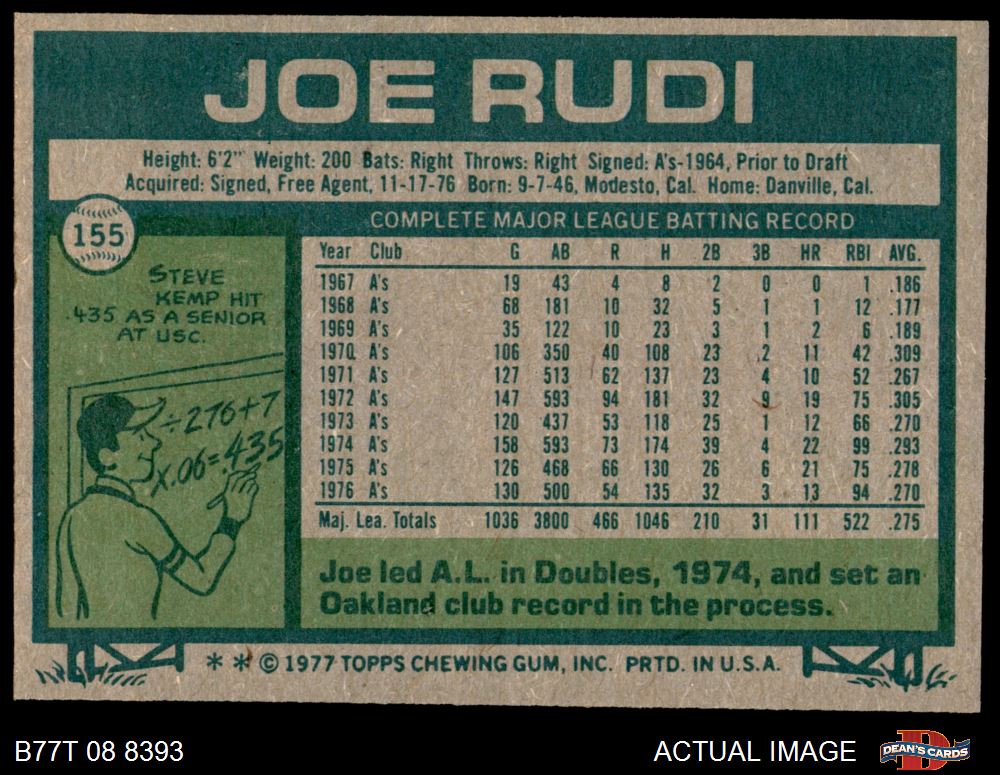 JOE RUDI
Height: 6'2" Weight: 200 Bats: Right Throws: Right Signed: A's-1964, Prior to Draft
Acquired: Signed, Free Agent, 11-17-76 Born: 9-7-46, Modesto, Cal. Home: Danville, Cal.
155
STEVE
KEMP HIT
.435 AS A SENIOR
AT USC.
÷276+7
x.06=.435
COMPLETE MAJOR LEAGUE BATTING RECORD
Year Club G AB R H 2B 3B HR RBI AVG.
1967 A's 19 43 4 8 2 0 0 1 .186
1968 A's 68 181 10 32 5 1 1 12 .177
1969 A's 35 122 10 23 3 1 2 6 .189
1970 A's 106 350 40 108 23 2 11 42 .309
1971 A's 127 513 62 137 23 4 10 52 .267
1972 A's 147 593 94 181 32 9 19 75 .305
1973 A's 120 437 53 118 25 1 12 66 .270
1974 A's 158 593 73 174 39 4 22 99 .293
1975 A's 126 468 66 130 26 6 21 75 .278
1976 A's 130 500 54 135 32 3 13 94 .270
Maj. Lea. Totals 1036 3800 466 1046 210 31 111 522 .275
Joe led A.L. in Doubles, 1974, and set an
Oakland club record in the process.
* * © 1977 TOPPS CHEWING GUM, INC. PRTD. IN U.S.A.
B77T 08 8393
ACTUAL IMAGE
D
DEAN'S CARDS